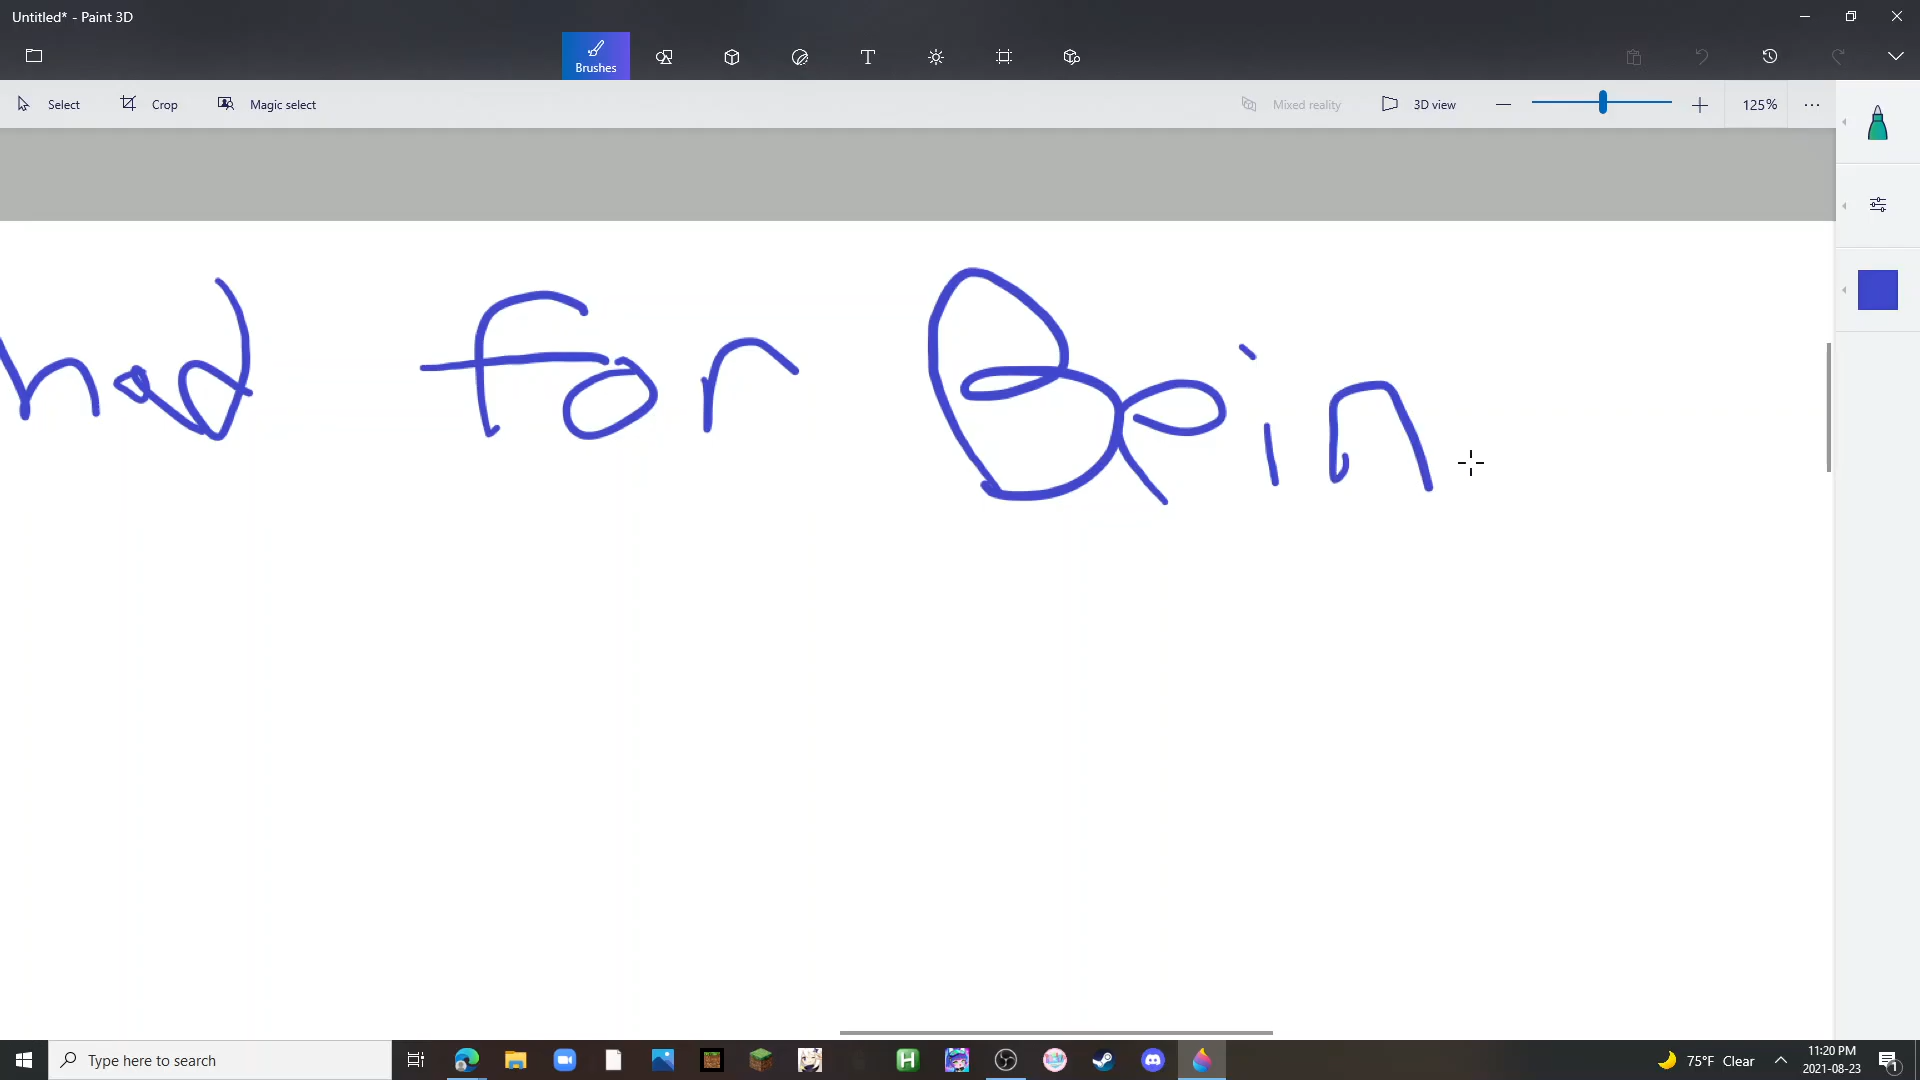 Untitled* - Paint 3D
Brushes
Select Crop Magic select Mixed reality 3D view 125%
had for Bein
Type here to search
75°F Clear
11:20 PM
2021-08-23
1